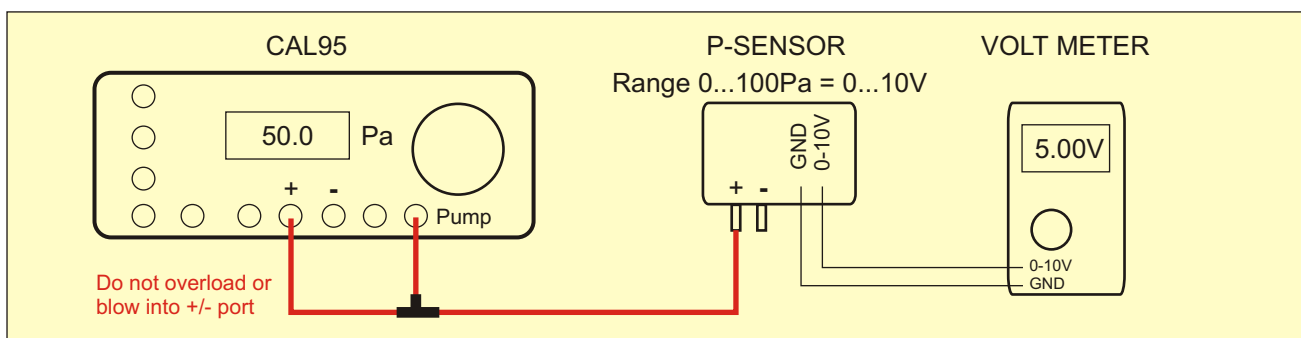 CAL95
P-SENSOR
VOLT METER
Range 0...100Pa = 0...10V
50.0 Pa
GND
0-10V
5.00V
+ -
+ -
Pump
0-10V
GND
Do not overload or
blow into +/- port